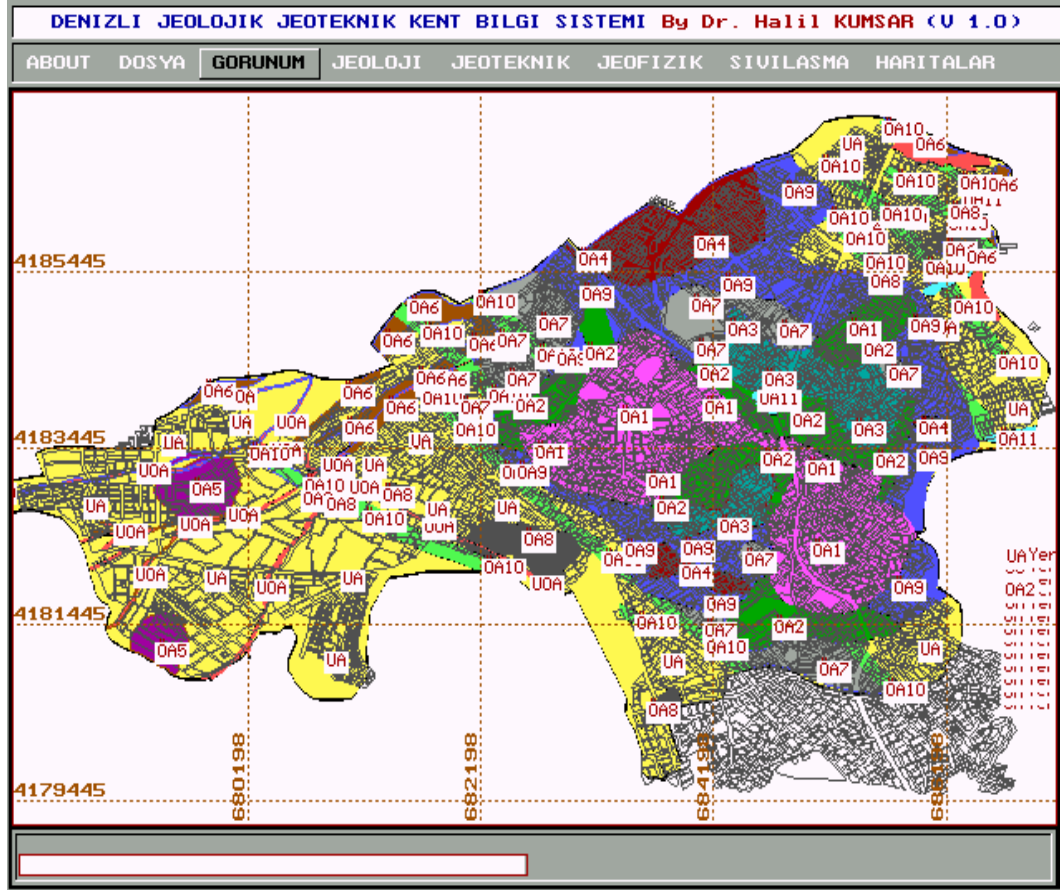 DENIZLI JEOLOJIK JEOTEKNIK KENT BILGI SISTEMI By Dr. Halil KUMSAR (V 1.0)
ABOUT DOSYA GORUNUM JEOLOJI JEOTEKNIK JEOFIZIK SIVILASMA HARITALAR
OA10
UA OA6
OA10
OA10 OA6
OA9
OA10 OA10 OA8
OA4 OA10
4185445 OA4 OA10 OA6
OA9 OA8
OA6 OA10 OA9 OA7 OA10
OA7 OA3 OA7 OA1 OA9
OA6 OA10 OA7 OA7 OA2
OA2 OA10
OA6 OA7 OA2 OA3 OA7
OA6 OA6 UA11
OA7 OA2 OA1 OA1 UA
UA UOA OA6 OA10 OA2 OA3 OA4
4183445 UA UA OA11
OA10 OA1 OA2 OA2 OA9
UOA UOA UA OA9 OA1
OA5 OA10 UOA OA8 OA1
UA OA8 UA UA OA2
UOA UOA UOA OA10 OA3
OA8 OA9 OA9 OA1 UA
UOA UA UA OA10 OA4 OA7
UOA UOA OA9 OA2
OA9
4181445 OA10 OA7 OA2
OA5 OA10 UA
UA UA OA7
OA8 OA10
4179445
680198 682198 684198